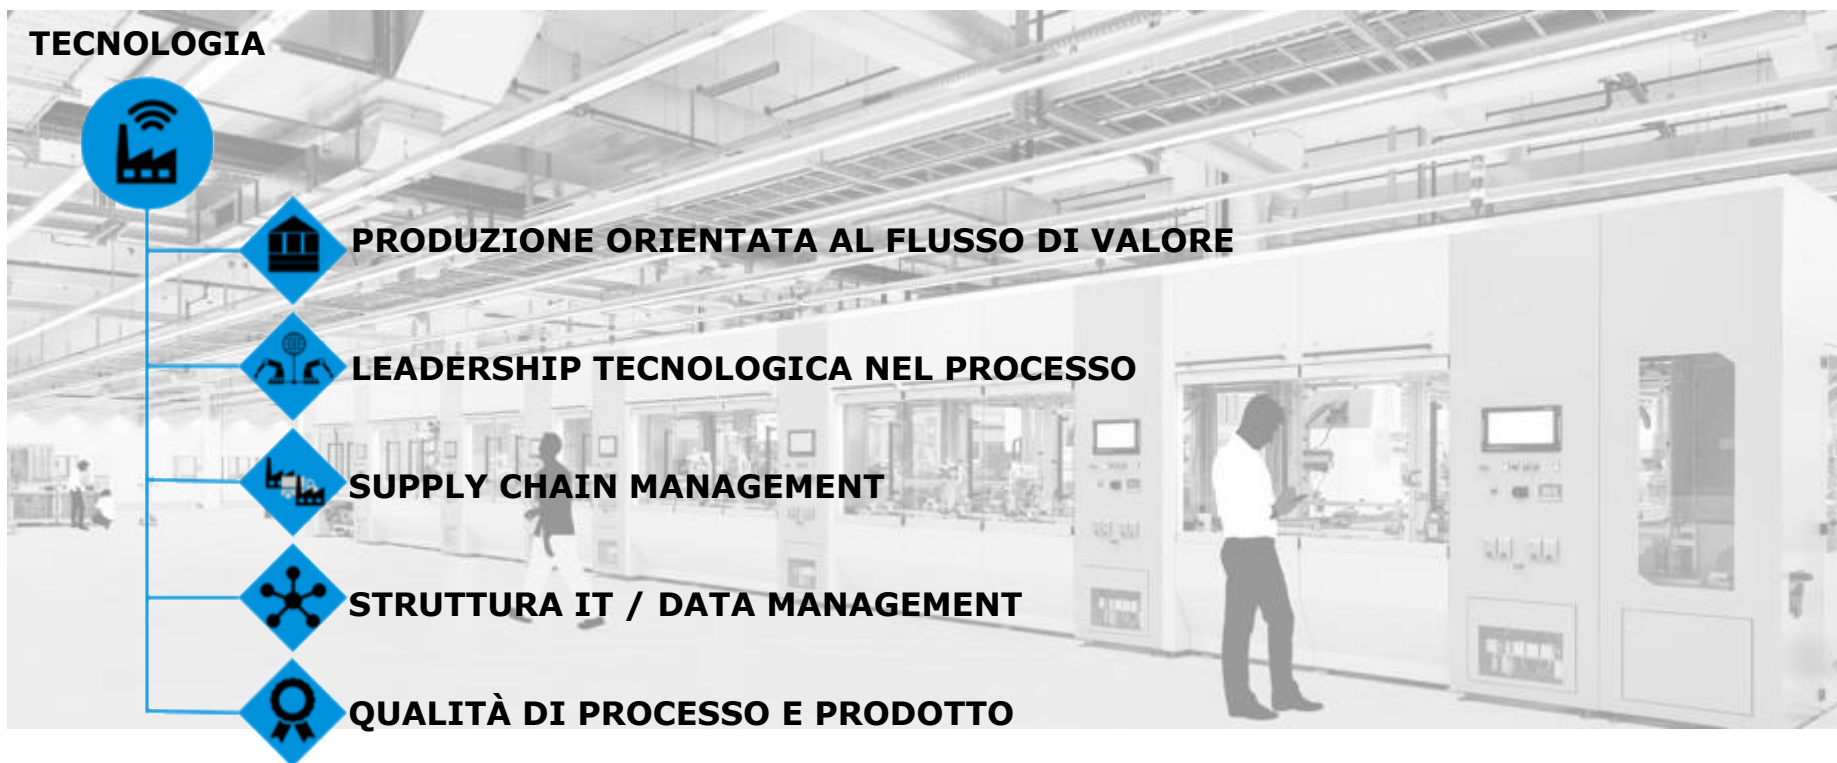 TECNOLOGIA
PRODUZIONE ORIENTATA AL FLUSSO DI VALORE
LEADERSHIP TECNOLOGICA NEL PROCESSO
SUPPLY CHAIN MANAGEMENT
STRUTTURA IT / DATA MANAGEMENT
QUALITÀ DI PROCESSO E PRODOTTO